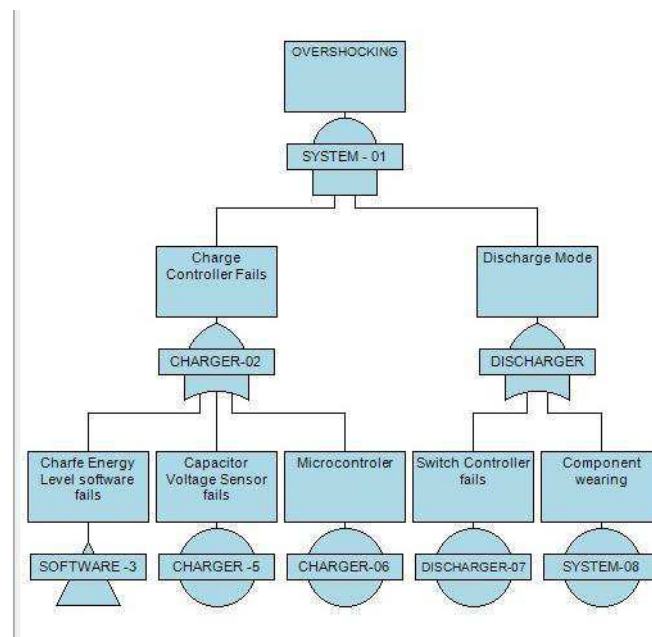 OVERSHOCKING
SYSTEM - 01
Charge
Controller Fails
Discharge Mode
CHARGER-02
DISCHARGER
Charfe Energy
Level software
fails
Capacitor
Voltage Sensor
fails
Microcontroler
Switch Controller
fails
Component
wearing
SOFTWARE -3
CHARGER -5
CHARGER-06
DISCHARGER-07
SYSTEM-08